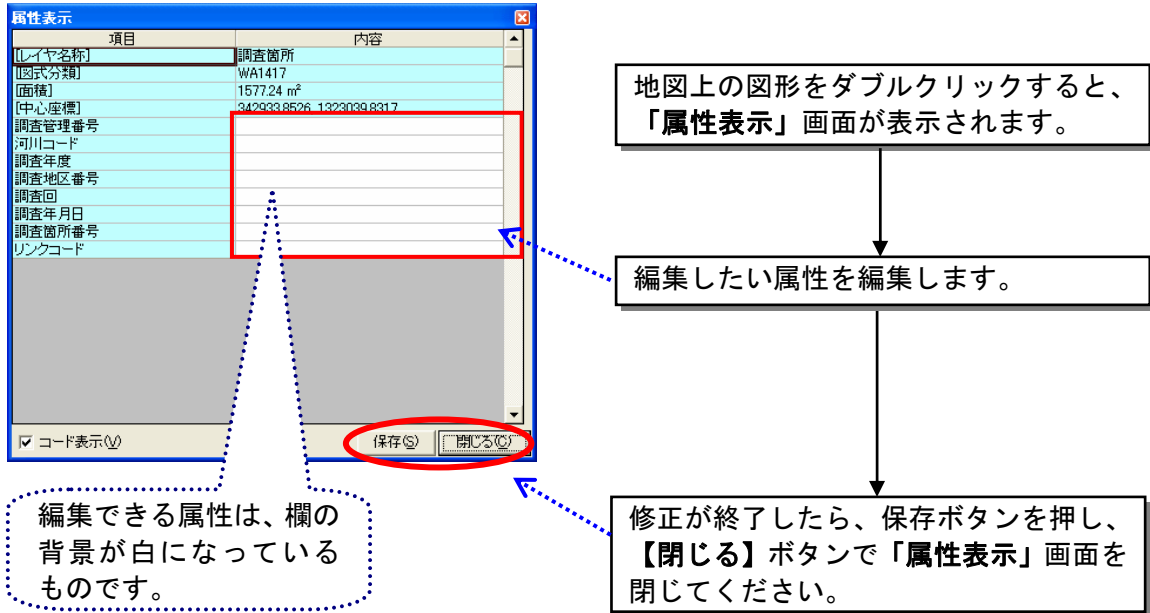 属性表示
項目 内容
[レイヤ名称] 調査箇所
[図式分類] WA1417
[面積] 1577.24 m²
[中心座標] 342933.8526, 1323039.8317
調査管理番号
河川コード
調査年度
調査地区番号
調査回
調査年月日
調査箇所番号
リンクコード
コード表示(V) 保存(S) 閉じる(C)
編集できる属性は、欄の
背景が白になっている
ものです。
地図上の図形をダブルクリックすると、
「属性表示」画面が表示されます。
編集したい属性を編集します。
修正が終了したら、保存ボタンを押し、
【閉じる】ボタンで「属性表示」画面を
閉じてください。